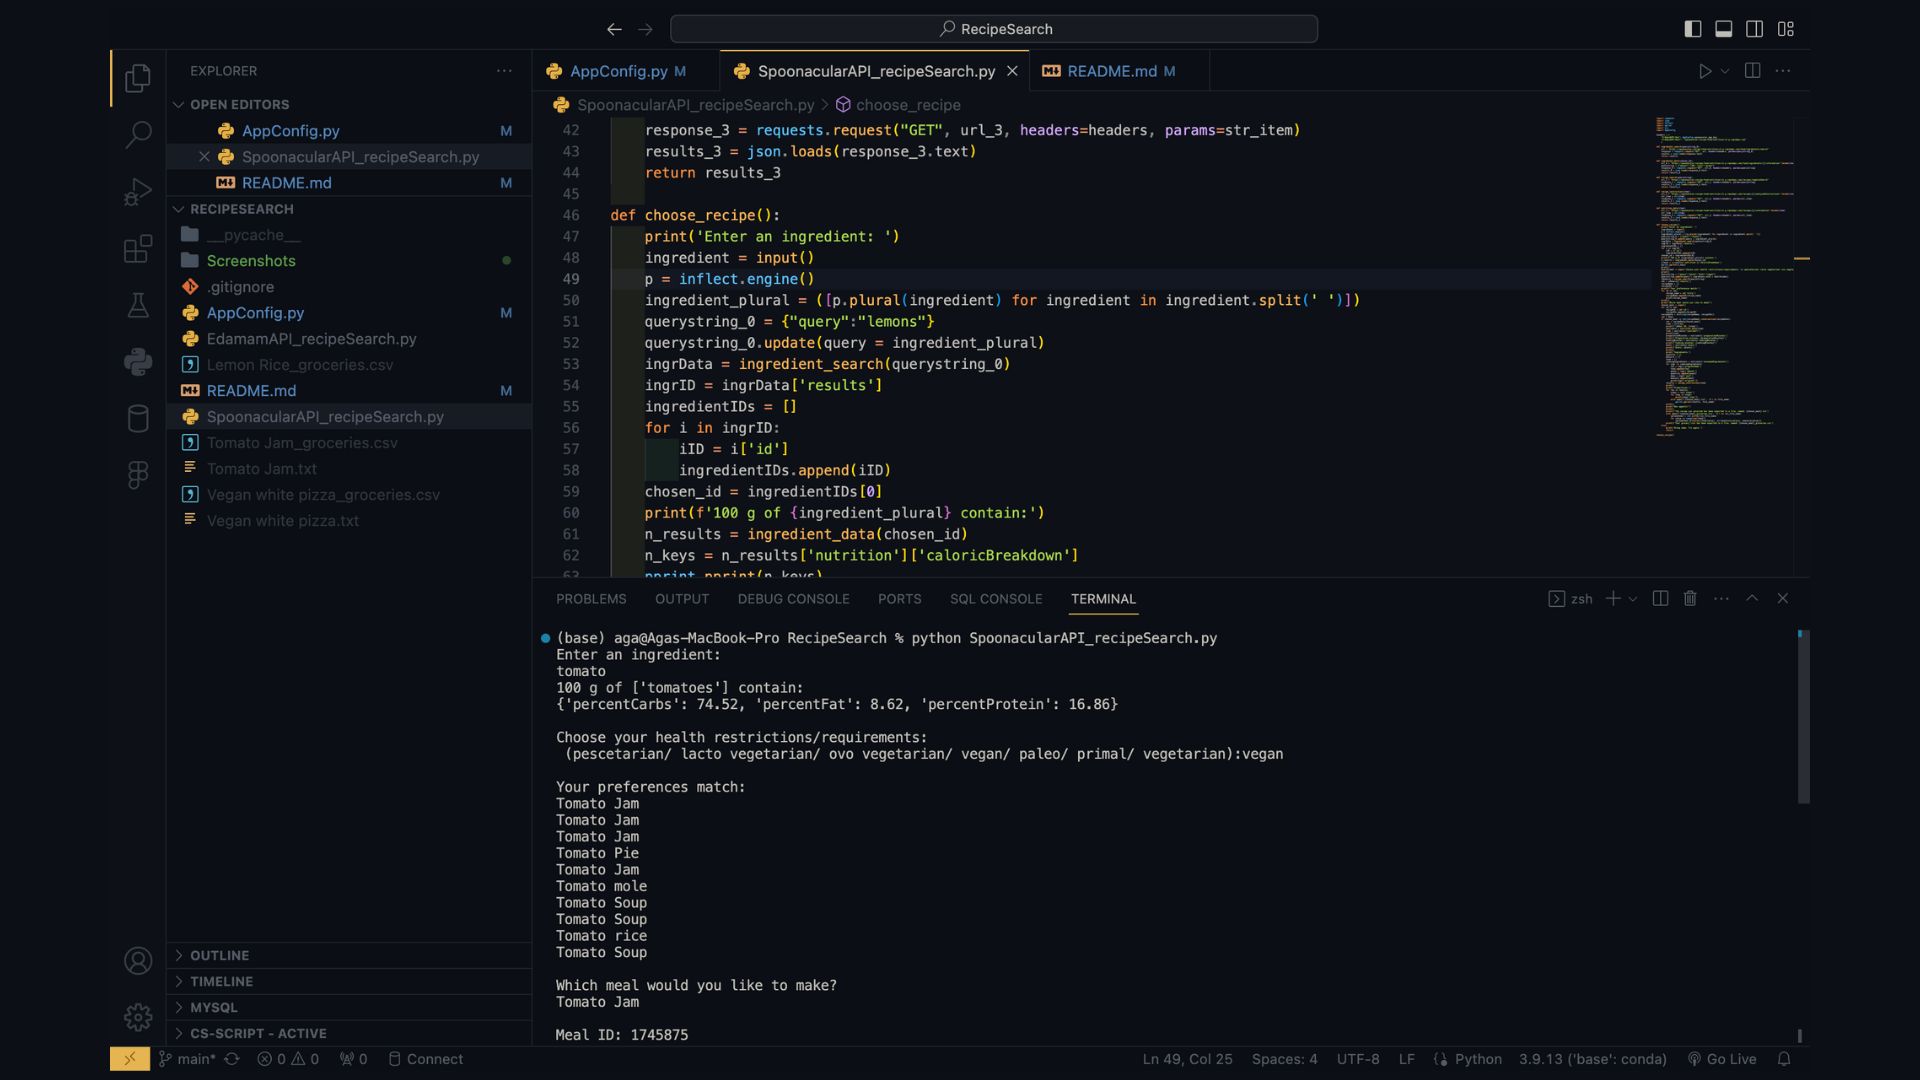 RecipeSearch
EXPLORER
OPEN EDITORS
AppConfig.py M
SpoonacularAPI_recipeSearch.py
README.md M
RECIPESEARCH
__pycache__
Screenshots
.gitignore
AppConfig.py M
EdamamAPI_recipeSearch.py
Lemon Rice_groceries.csv
README.md M
SpoonacularAPI_recipeSearch.py
Tomato Jam_groceries.csv
Tomato Jam.txt
Vegan white pizza_groceries.csv
Vegan white pizza.txt
OUTLINE
TIMELINE
MYSQL
CS-SCRIPT - ACTIVE
AppConfig.py M
SpoonacularAPI_recipeSearch.py
README.md M
SpoonacularAPI_recipeSearch.py > choose_recipe
42 response_3 = requests.request("GET", url_3, headers=headers, params=str_item)
43 results_3 = json.loads(response_3.text)
44 return results_3
45
46 def choose_recipe():
47 print('Enter an ingredient: ')
48 ingredient = input()
49 p = inflect.engine()
50 ingredient_plural = ([p.plural(ingredient) for ingredient in ingredient.split(' ')])
51 querystring_0 = {"query":"lemons"}
52 querystring_0.update(query = ingredient_plural)
53 ingrData = ingredient_search(querystring_0)
54 ingrID = ingrData['results']
55 ingredientIDs = []
56 for i in ingrID:
57 iID = i['id']
58 ingredientIDs.append(iID)
59 chosen_id = ingredientIDs[0]
60 print(f'100 g of {ingredient_plural} contain:')
61 n_results = ingredient_data(chosen_id)
62 n_keys = n_results['nutrition']['caloricBreakdown']
63 pprint.pprint(n_keys)
PROBLEMS OUTPUT DEBUG CONSOLE PORTS SQL CONSOLE TERMINAL
zsh
(base) aga@Agas-MacBook-Pro RecipeSearch % python SpoonacularAPI_recipeSearch.py
Enter an ingredient:
tomato
100 g of ['tomatoes'] contain:
{'percentCarbs': 74.52, 'percentFat': 8.62, 'percentProtein': 16.86}
Choose your health restrictions/requirements:
(pescetarian/ lacto vegetarian/ ovo vegetarian/ vegan/ paleo/ primal/ vegetarian):vegan
Your preferences match:
Tomato Jam
Tomato Jam
Tomato Jam
Tomato Pie
Tomato Jam
Tomato mole
Tomato Soup
Tomato Soup
Tomato rice
Tomato Soup
Which meal would you like to make?
Tomato Jam
Meal ID: 1745875
main* 0 0 0 Connect
Ln 49, Col 25 Spaces: 4 UTF-8 LF Python 3.9.13 ('base': conda) Go Live